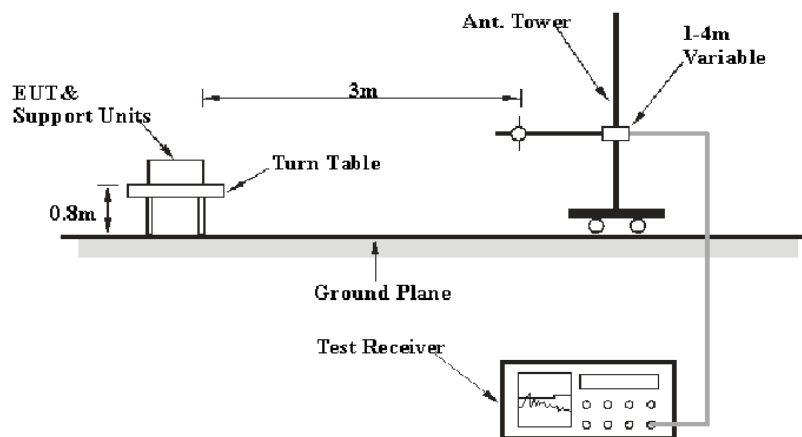 Ant. Tower
1-4m
Variable
EUT&
Support Units
3m
Turn Table
0.8m
Ground Plane
Test Receiver